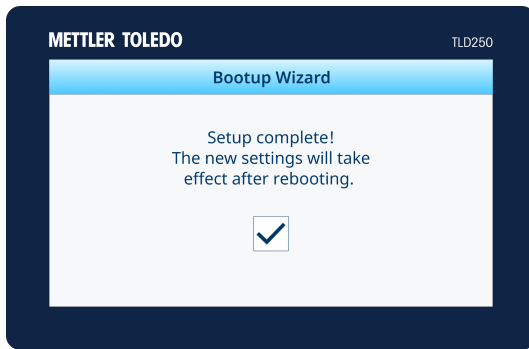 METTLER TOLEDO
TLD250
Bootup Wizard
Setup complete!
The new settings will take
effect after rebooting.